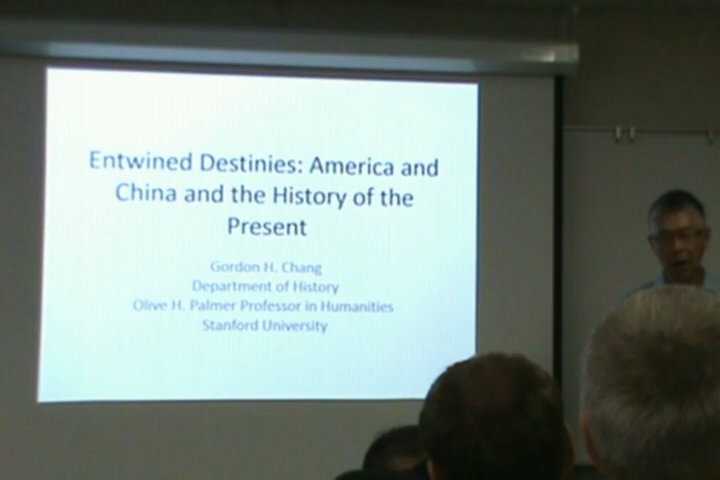 Entwined Destinies: America and
China and the History of the
Present
Gordon H. Chang
Department of History
Olive H. Palmer Professor in Humanities
Stanford University